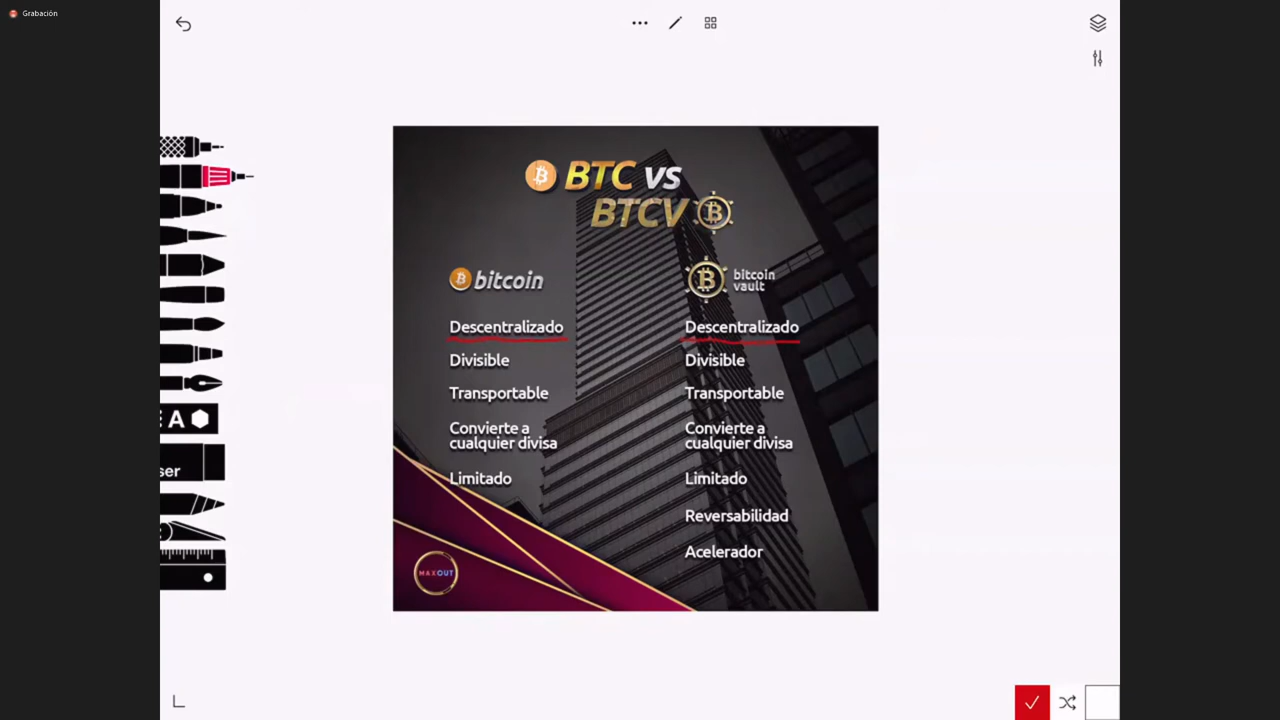 Grabación
BTC VS
BTCV
bitcoin
bitcoin
vault
Descentralizado
Divisible
Transportable
Convierte a
cualquier divisa
Limitado
Descentralizado
Divisible
Transportable
Convierte a
cualquier divisa
Limitado
Reversabilidad
Acelerador
MAXOUT
A
ser